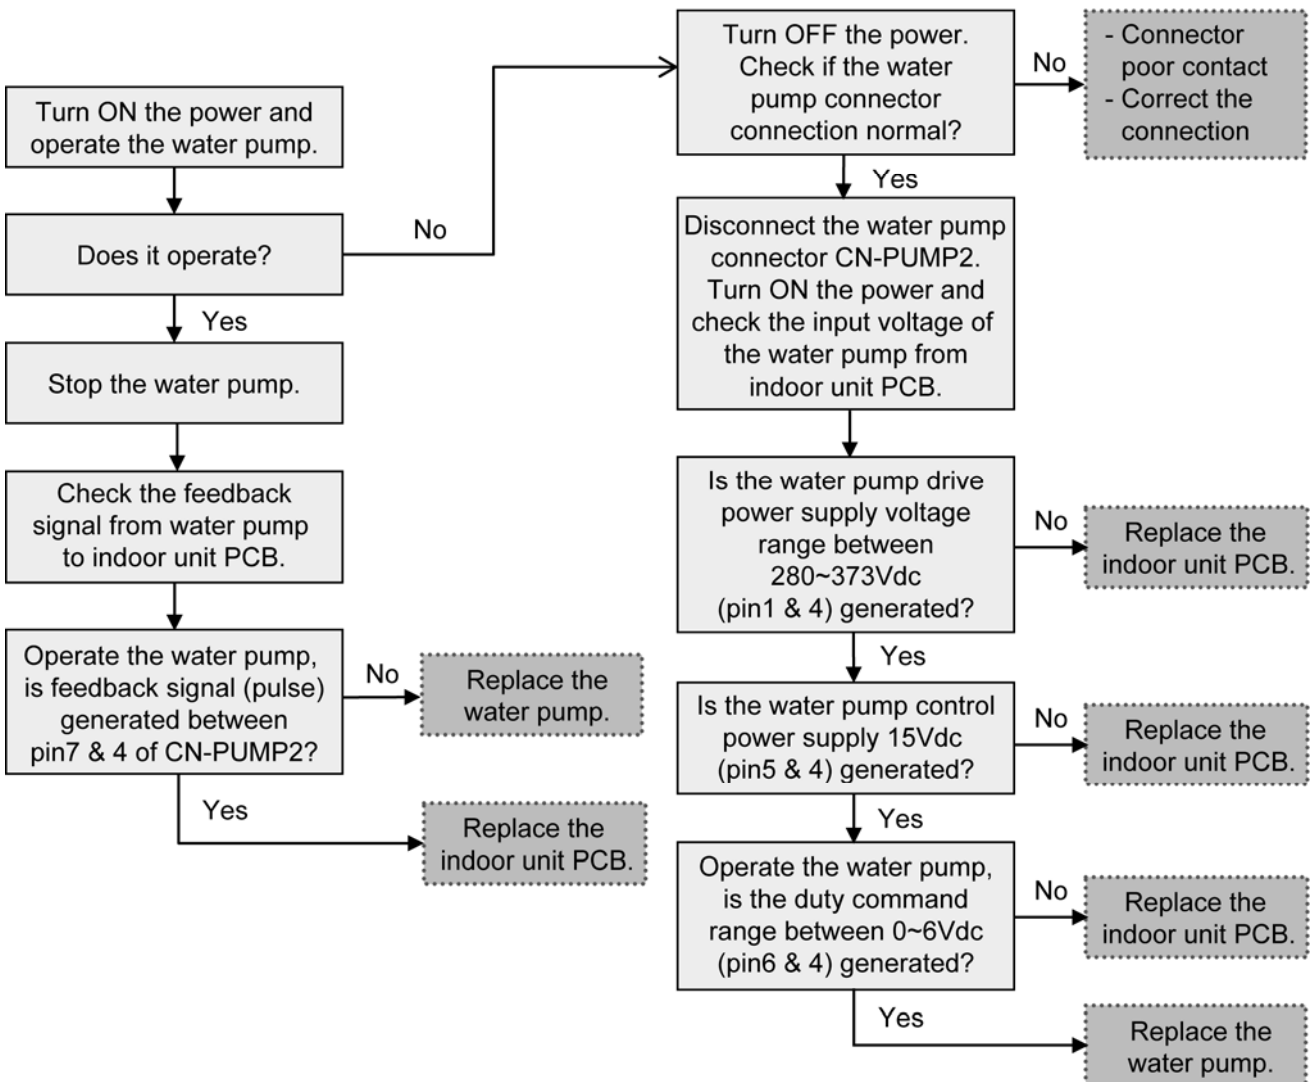 Turn ON the power and
operate the water pump.
Does it operate?
No
Yes
Stop the water pump.
Check the feedback
signal from water pump
to indoor unit PCB.
Operate the water pump,
is feedback signal (pulse)
generated between
pin7 & 4 of CN-PUMP2?
No
Replace the
water pump.
Yes
Replace the
indoor unit PCB.
Turn OFF the power.
Check if the water
pump connector
connection normal?
No
- Connector
poor contact
- Correct the
connection
Yes
Disconnect the water pump
connector CN-PUMP2.
Turn ON the power and
check the input voltage of
the water pump from
indoor unit PCB.
Is the water pump drive
power supply voltage
range between
280~373Vdc
(pin1 & 4) generated?
No
Replace the
indoor unit PCB.
Yes
Is the water pump control
power supply 15Vdc
(pin5 & 4) generated?
No
Replace the
indoor unit PCB.
Yes
Operate the water pump,
is the duty command
range between 0~6Vdc
(pin6 & 4) generated?
No
Replace the
indoor unit PCB.
Yes
Replace the
water pump.